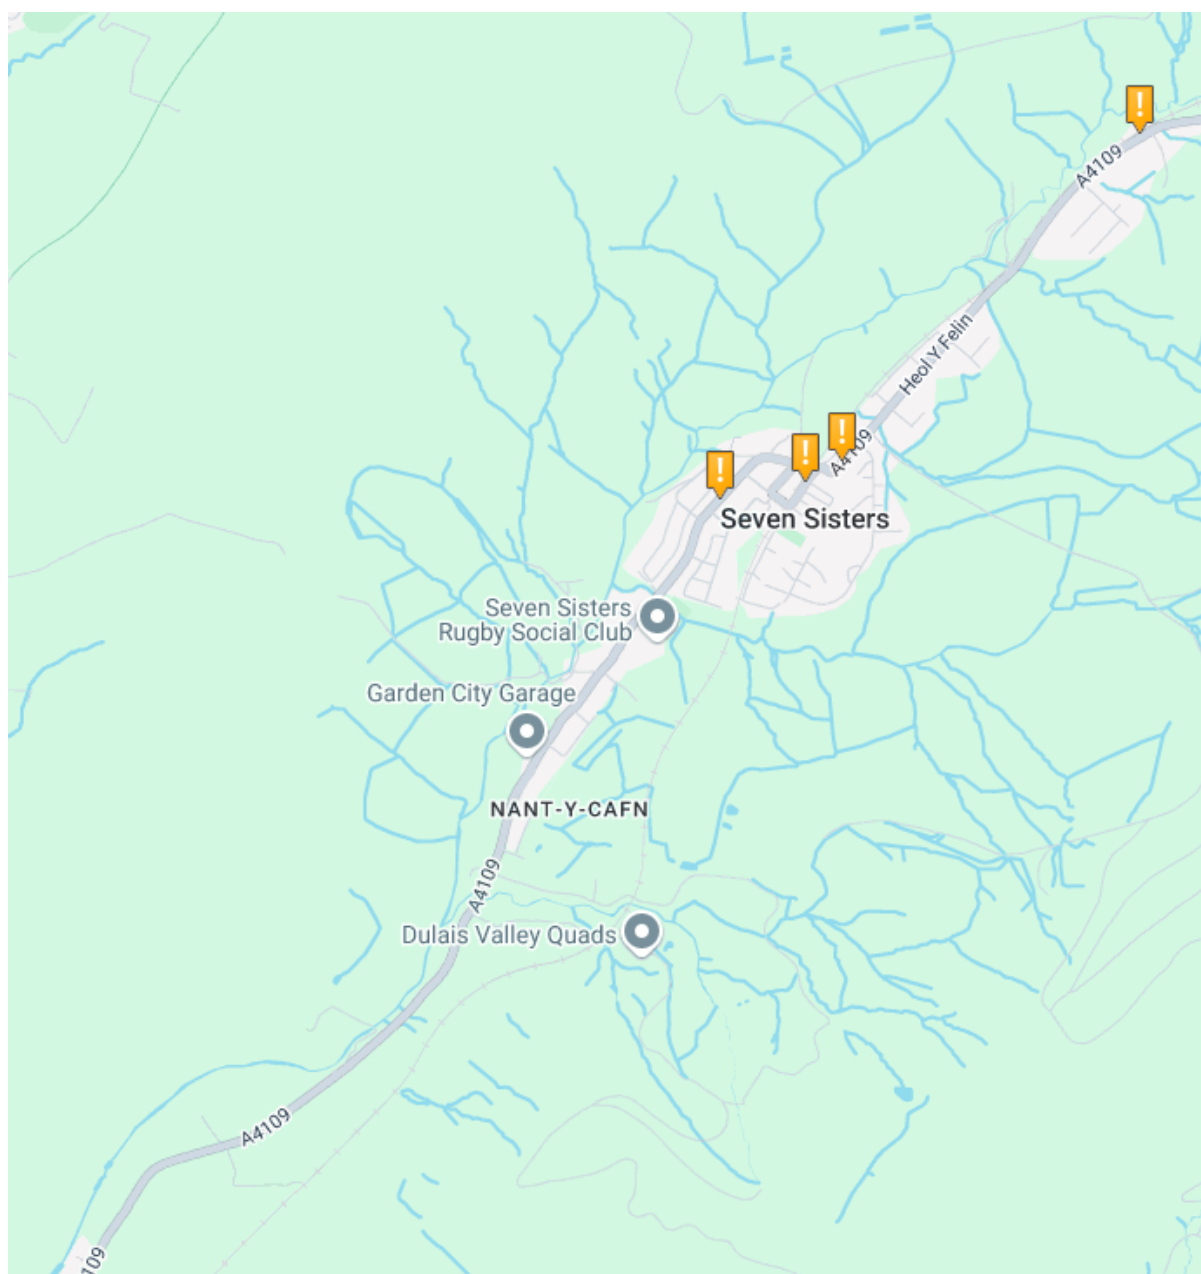 A4109
Heol Y Felin
A4109
Seven Sisters
Seven Sisters
Rugby Social Club
Garden City Garage
NANT-Y-CAFN
A4109
Dulais Valley Quads
A4109
109